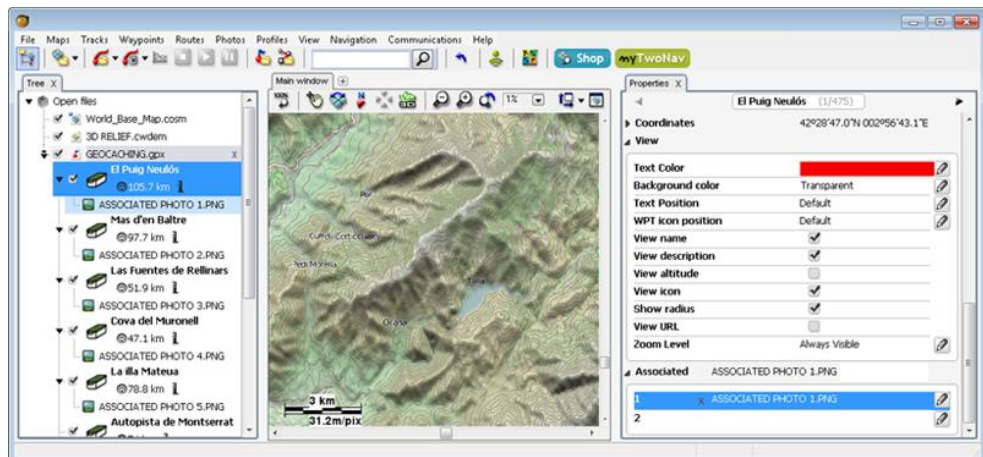 File Maps Tracks Waypoints Routes Photos Profiles View Navigation Communications Help
Shop myTwoNav
Tree X
Open files
World_Base_Map.cosm
3D RELIEF.cwdem
GEOCACHING.gpx x
El Puig Neulós
105.7 km
ASSOCIATED PHOTO 1.PNG
Mas d'en Baltre
97.7 km
ASSOCIATED PHOTO 2.PNG
Las Fuentes de Rellinars
51.9 km
ASSOCIATED PHOTO 3.PNG
Cova del Muronell
47.1 km
ASSOCIATED PHOTO 4.PNG
La illa Mateua
78.8 km
ASSOCIATED PHOTO 5.PNG
Autopista de Montserrat
Main window
100%
1%
Ocaña
3 km
31.2m/pix
Properties X
El Puig Neulós (1/475)
Coordinates 42º28'47.0"N 002º56'43.1"E
View
Text Color
Background color Transparent
Text Position Default
WPT icon position Default
View name
View description
View altitude
View icon
Show radius
View URL
Zoom Level Always Visible
Associated ASSOCIATED PHOTO 1.PNG
1 x ASSOCIATED PHOTO 1.PNG
2